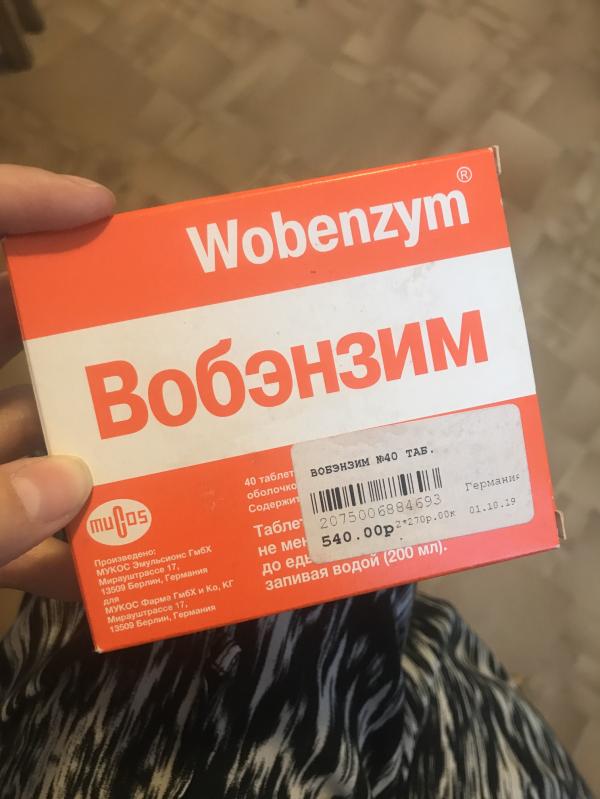 Wobenzym®
Вобэнзим
40 таблет
оболочко
Содержит
Таблет
не мен
до еды
запивая водой (200 мл).
ВОБЭНЗИМ №40 ТАБ.
2075006884693
Германия
540.00р 2*270р.00к 01.10.19
mucos
Произведено:
МУКОС Эмульсионс ГмбХ
Мирауштрассе 17,
13509 Берлин, Германия
для
МУКОС Фарма ГмбХ и Ко, КГ
Мирауштрассе 17,
13509 Берлин, Германия